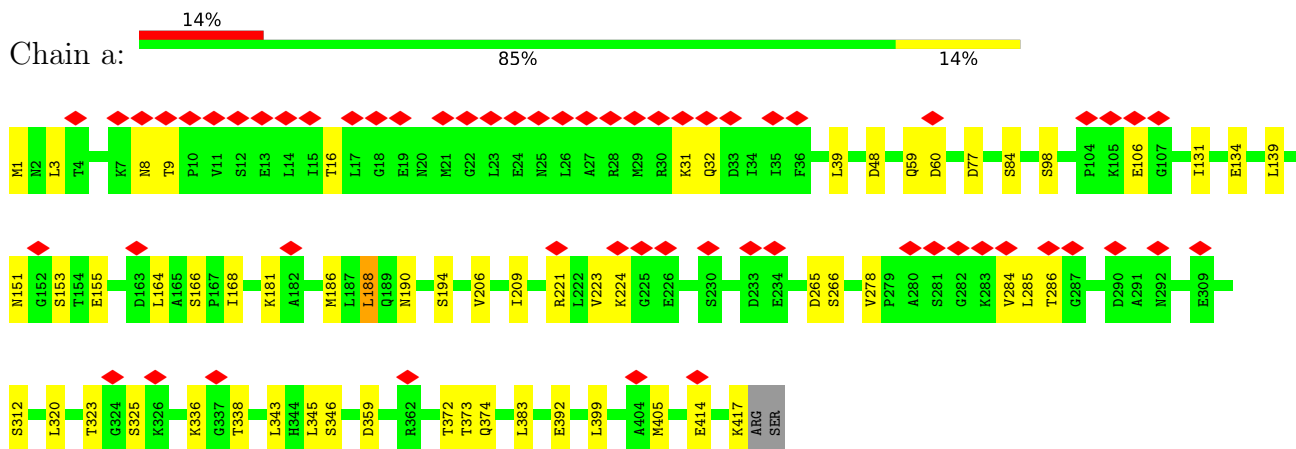 14%
Chain a:
85% 14%
M1 N2 L3 T4 K7 N8 T9 P10 V11 S12 E13 L14 I15 T16 L17 G18 E19 N20 M21 G22 L23 E24 N25 L26 A27 R28 M29 R30 K31 Q32 D33 I34 I35 F36 L39 D48 Q59 D60 D77 S84 S98 P104 K105 E106 G107 I131 E134 L139
N151 G152 S153 T154 E155 D163 L164 A165 S166 P167 I168 K181 A182 M186 L187 L188 Q189 N190 S194 V206 I209 R221 L222 V223 K224 G225 E226 S230 D233 E234 D265 S266 V278 P279 A280 S281 G282 K283 V284 L285 T286 G287 D290 A291 N292 E309
S312 L320 T323 G324 S325 K326 K336 G337 T338 L343 H344 L345 S346 D359 R362 T372 T373 Q374 L383 E392 L399 A404 M405 E414 K417 ARG SER